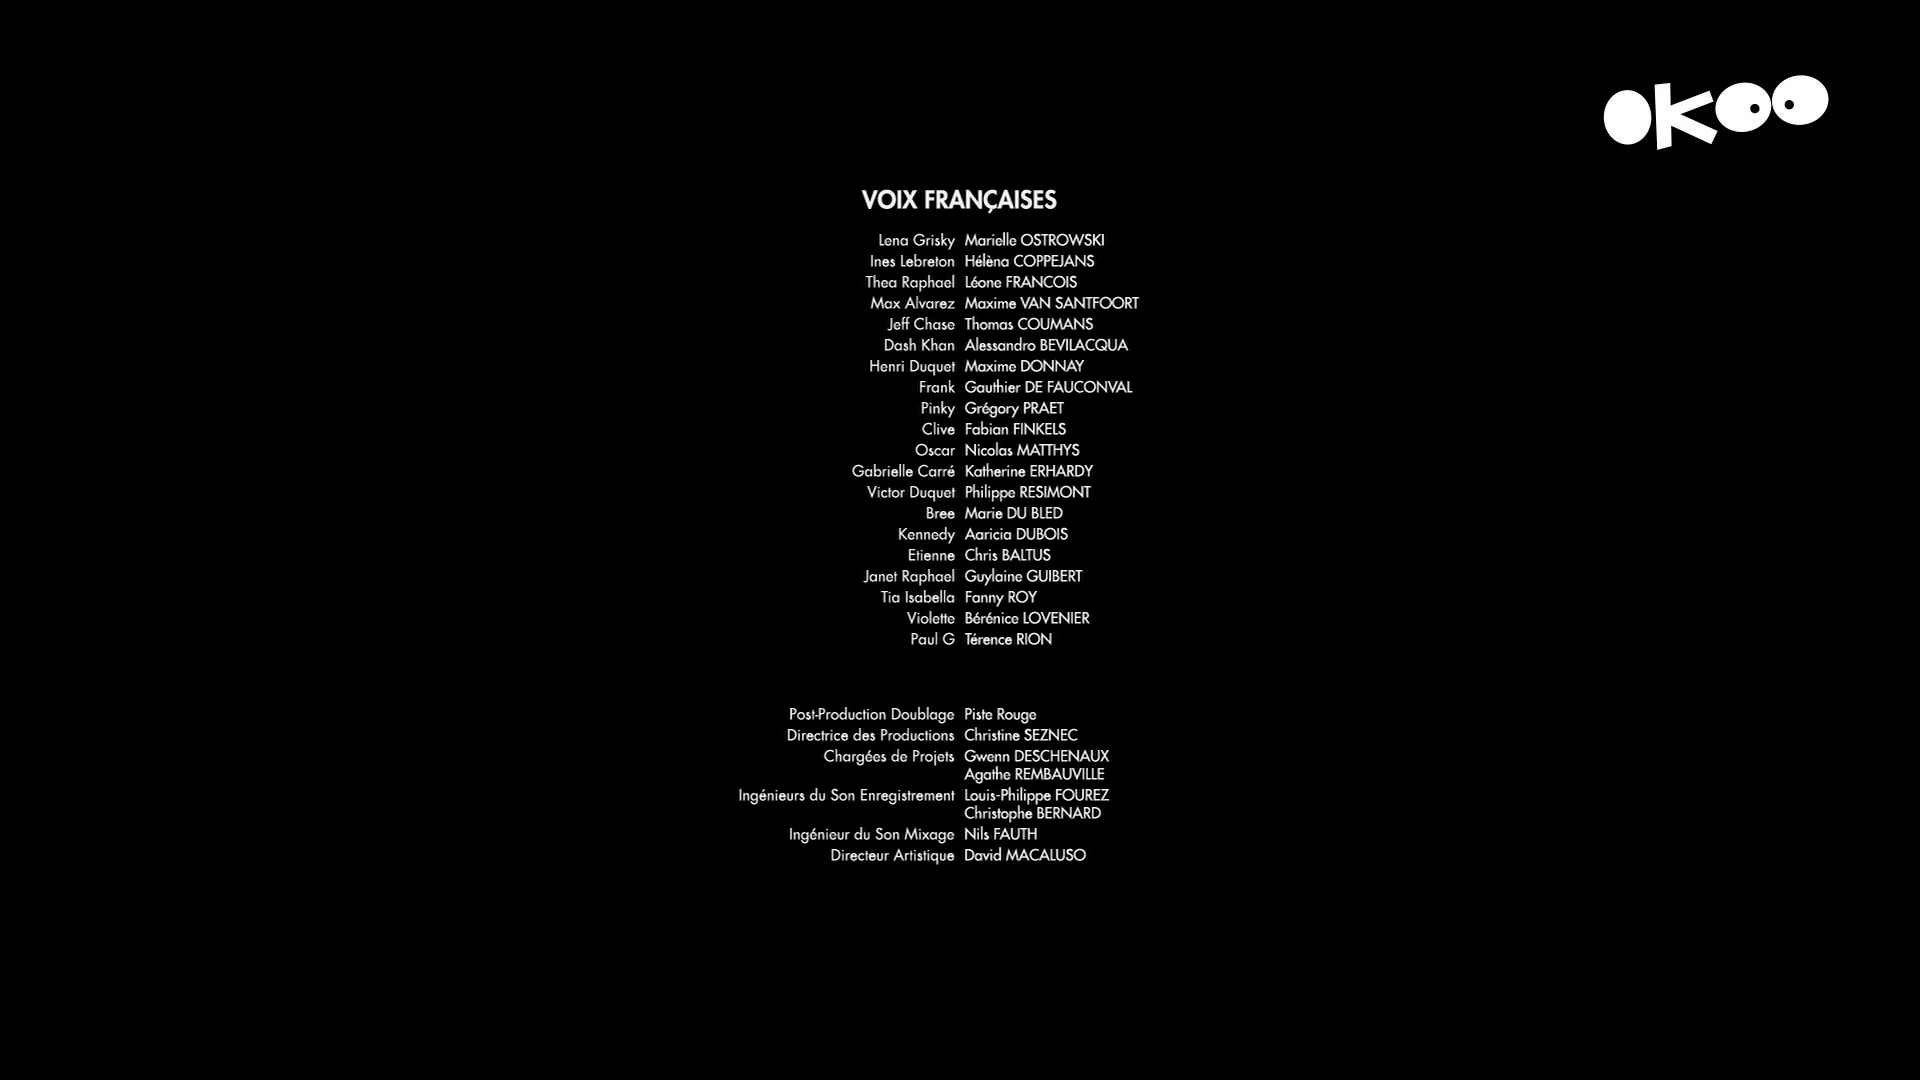 OKOO
VOIX FRANÇAISES
Lena Grisky Marielle OSTROWSKI
Ines Lebreton Hélèna COPPEJANS
Thea Raphael Léone FRANCOIS
Max Alvarez Maxime VAN SANTFOORT
Jeff Chase Thomas COUMANS
Dash Khan Alessandro BEVILACQUA
Henri Duquet Maxime DONNAY
Frank Gauthier DE FAUCONVAL
Pinky Grégory PRAET
Clive Fabian FINKELS
Oscar Nicolas MATTHYS
Gabrielle Carré Katherine ERHARDY
Victor Duquet Philippe RESIMONT
Bree Marie DU BLED
Kennedy Aaricia DUBOIS
Etienne Chris BALTUS
Janet Raphael Guylaine GUIBERT
Tia Isabella Fanny ROY
Violette Bérénice LOVENIER
Paul G Térence RION
Post-Production Doublage Piste Rouge
Directrice des Productions Christine SEZNEC
Chargées de Projets Gwenn DESCHENAUX
Agathe REMBAUVILLE
Ingénieurs du Son Enregistrement Louis-Philippe FOUREZ
Christophe BERNARD
Ingénieur du Son Mixage Nils FAUTH
Directeur Artistique David MACALUSO